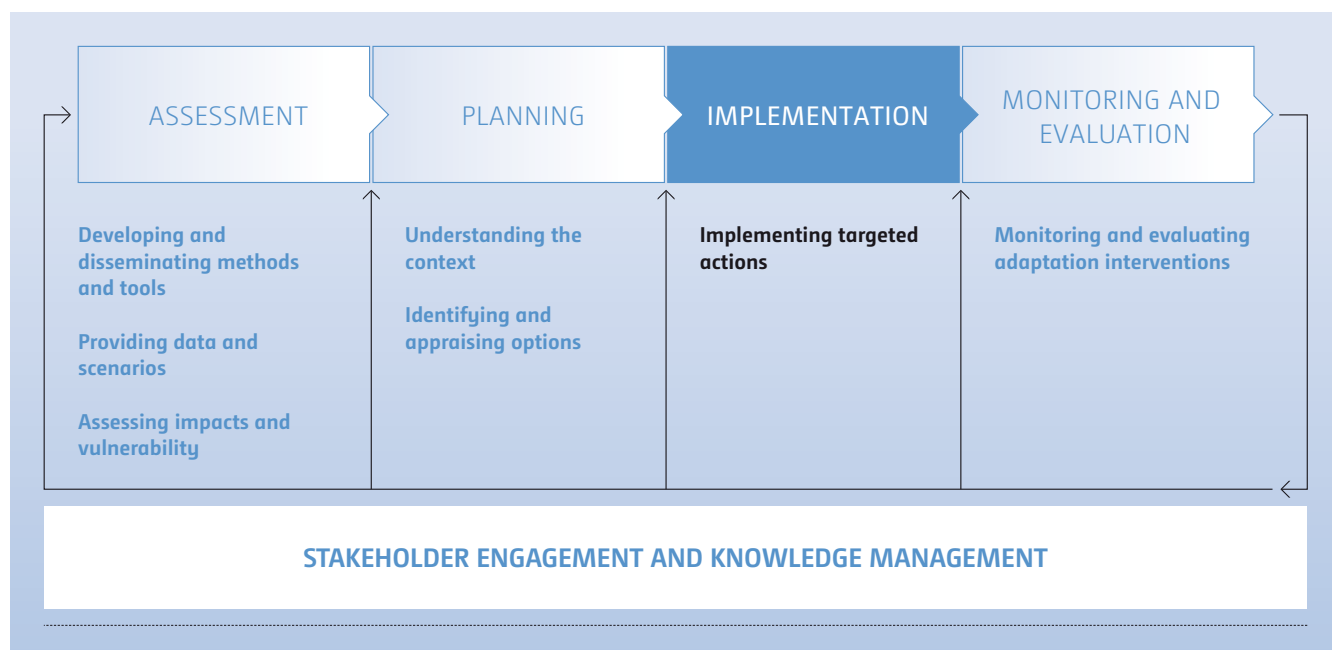 ASSESSMENT
PLANNING
IMPLEMENTATION
MONITORING AND
EVALUATION
Developing and
disseminating methods
and tools
Providing data and
scenarios
Assessing impacts and
vulnerability
Understanding the
context
Identifying and
appraising options
Implementing targeted
actions
Monitoring and evaluating
adaptation interventions
STAKEHOLDER ENGAGEMENT AND KNOWLEDGE MANAGEMENT